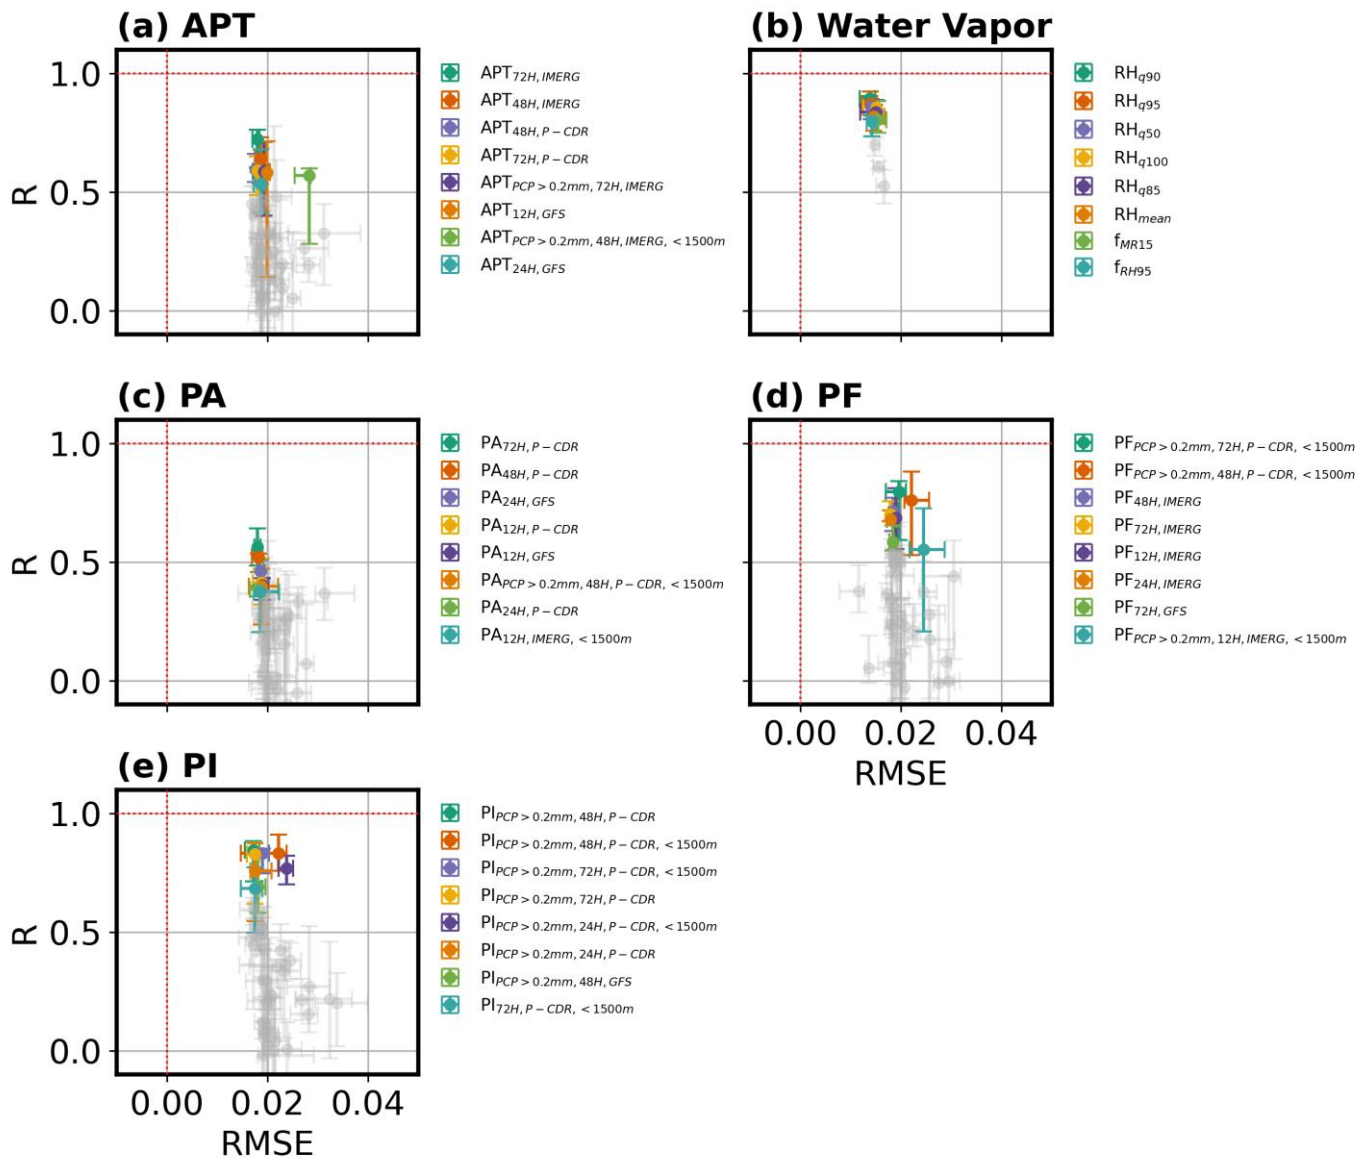 (a) APT
R
1.0
0.5
0.0
APT72H, IMERG
APT48H, IMERG
APT48H, P−CDR
APT72H, P−CDR
APTPCP > 0.2mm, 72H, IMERG
APT12H, GFS
APTPCP > 0.2mm, 48H, IMERG, < 1500m
APT24H, GFS
(b) Water Vapor
RHq90
RHq95
RHq50
RHq100
RHq85
RHmean
fMR15
fRH95
(c) PA
R
1.0
0.5
0.0
PA72H, P−CDR
PA48H, P−CDR
PA24H, GFS
PA12H, P−CDR
PA12H, GFS
PAPCP > 0.2mm, 48H, P−CDR, < 1500m
PA24H, P−CDR
PA12H, IMERG, < 1500m
(d) PF
0.00 0.02 0.04
RMSE
PFPCP > 0.2mm, 72H, P−CDR, < 1500m
PFPCP > 0.2mm, 48H, P−CDR, < 1500m
PF48H, IMERG
PF72H, IMERG
PF12H, IMERG
PF24H, IMERG
PF72H, GFS
PFPCP > 0.2mm, 12H, IMERG, < 1500m
(e) PI
R
1.0
0.5
0.0
0.00 0.02 0.04
RMSE
PIPCP > 0.2mm, 48H, P−CDR
PIPCP > 0.2mm, 48H, P−CDR, < 1500m
PIPCP > 0.2mm, 72H, P−CDR, < 1500m
PIPCP > 0.2mm, 72H, P−CDR
PIPCP > 0.2mm, 24H, P−CDR, < 1500m
PIPCP > 0.2mm, 24H, P−CDR
PIPCP > 0.2mm, 48H, GFS
PI72H, P−CDR, < 1500m